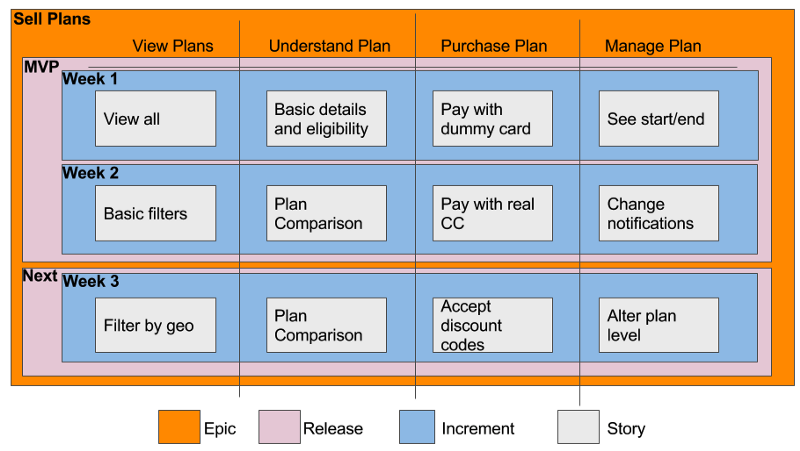 Sell Plans
View Plans
Understand Plan
Purchase Plan
Manage Plan
MVP
Week 1
View all
Basic details
and eligibility
Pay with
dummy card
See start/end
Week 2
Basic filters
Plan
Comparison
Pay with real
CC
Change
notifications
Next
Week 3
Filter by geo
Plan
Comparison
Accept
discount
codes
Alter plan
level
Epic
Release
Increment
Story